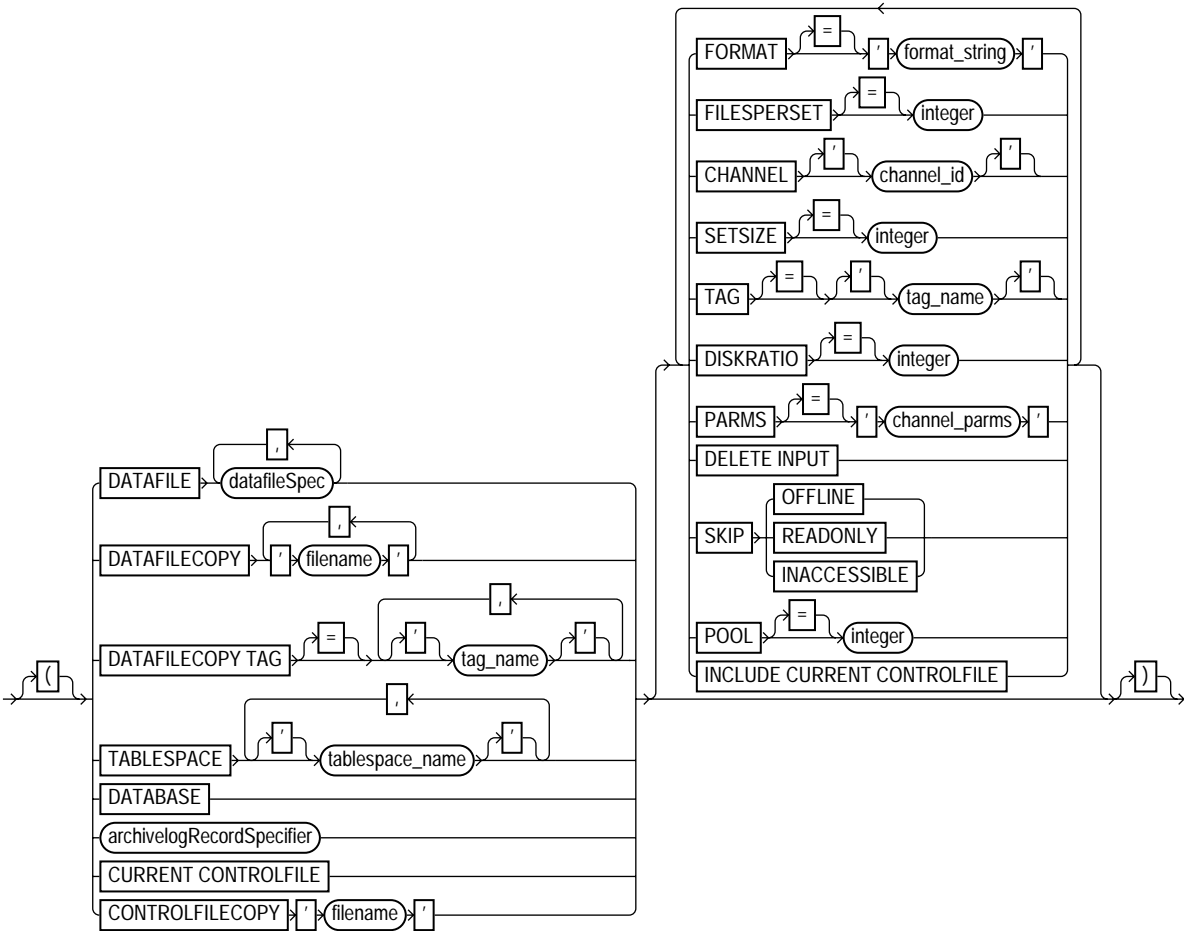 =
FORMAT ' format_string '
=
FILESPERSET integer
' '
CHANNEL channel_id
=
SETSIZE integer
= ' '
TAG tag_name
=
DISKRATIO integer
=
PARMS ' channel_parms '
DELETE INPUT
OFFLINE
SKIP READONLY
INACCESSIBLE
=
POOL integer
INCLUDE CURRENT CONTROLFILE
,
DATAFILE datafileSpec
,
DATAFILECOPY ' filename '
,
= ' '
DATAFILECOPY TAG tag_name
(
,
' '
TABLESPACE tablespace_name
DATABASE
archivelogRecordSpecifier
CURRENT CONTROLFILE
CONTROLFILECOPY ' filename '
)